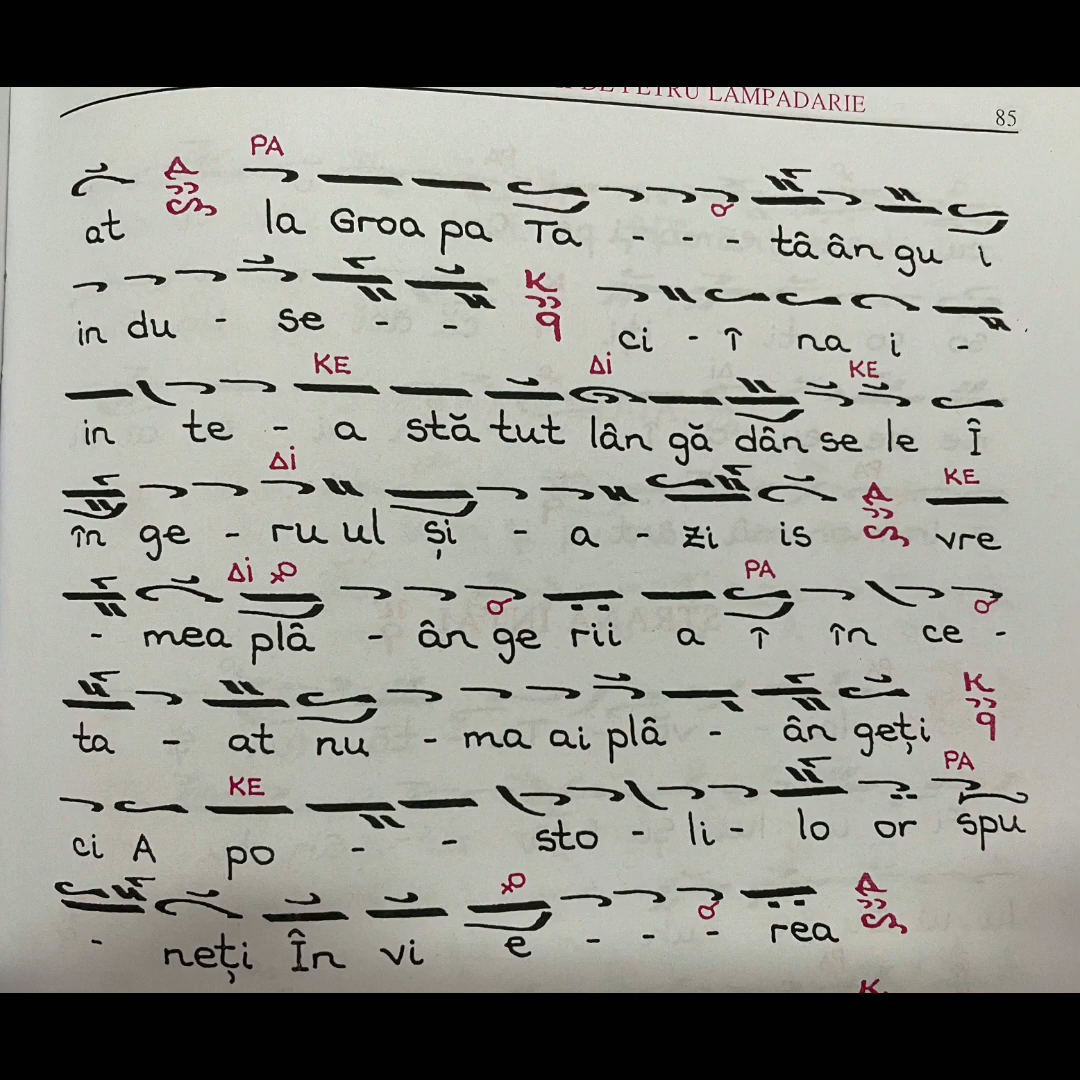 DE PETRU LAMPADARIE
85
PA
at la Groa pa Ta - - - tâ ân gu i
K
in du - se - - ci - î na i -
KE Δi KE
in te - a stă tut lân gă dân se le Î
Δi KE
în ge - ru ul și - a - zi is vre
Δi PA
- mea plâ - ân ge rii a î în ce -
K
ta - at nu - ma ai plâ - ân geți
KE PA
ci A po - - sto - li - lo or spu
- neți În vi e - - - rea
K